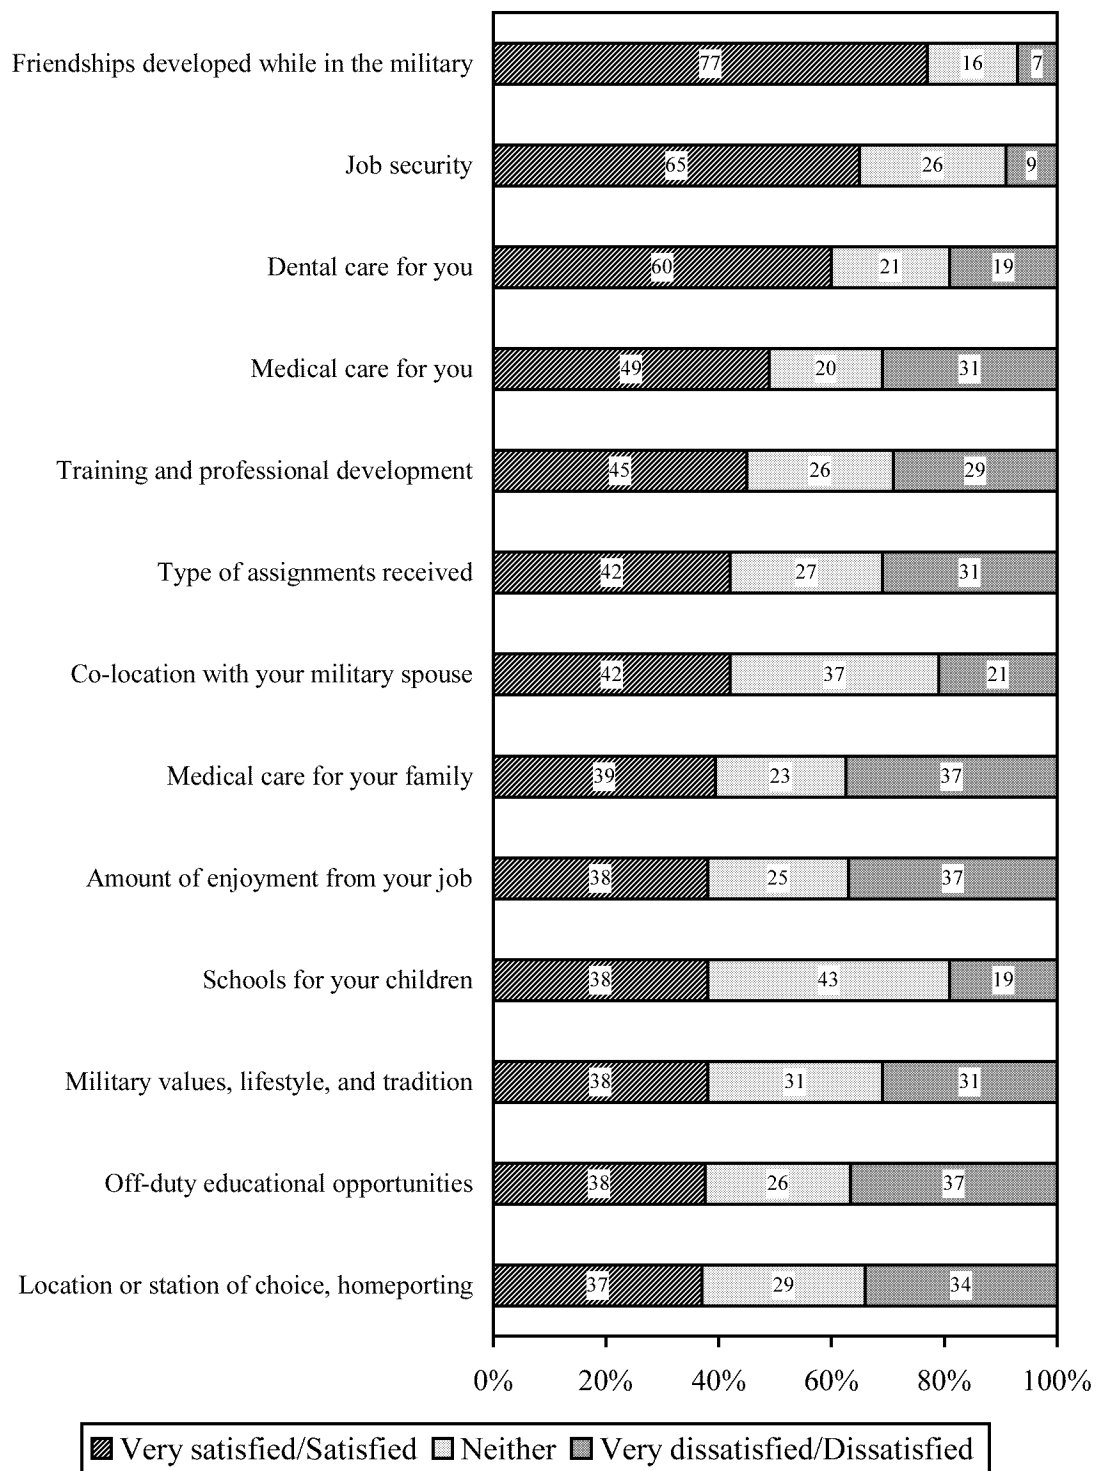 Friendships developed while in the military 77 16 7
Job security 65 26 9
Dental care for you 60 21 19
Medical care for you 49 20 31
Training and professional development 45 26 29
Type of assignments received 42 27 31
Co-location with your military spouse 42 37 21
Medical care for your family 39 23 37
Amount of enjoyment from your job 38 25 37
Schools for your children 38 43 19
Military values, lifestyle, and tradition 38 31 31
Off-duty educational opportunities 38 26 37
Location or station of choice, homeporting 37 29 34
0% 20% 40% 60% 80% 100%
Very satisfied/Satisfied Neither Very dissatisfied/Dissatisfied